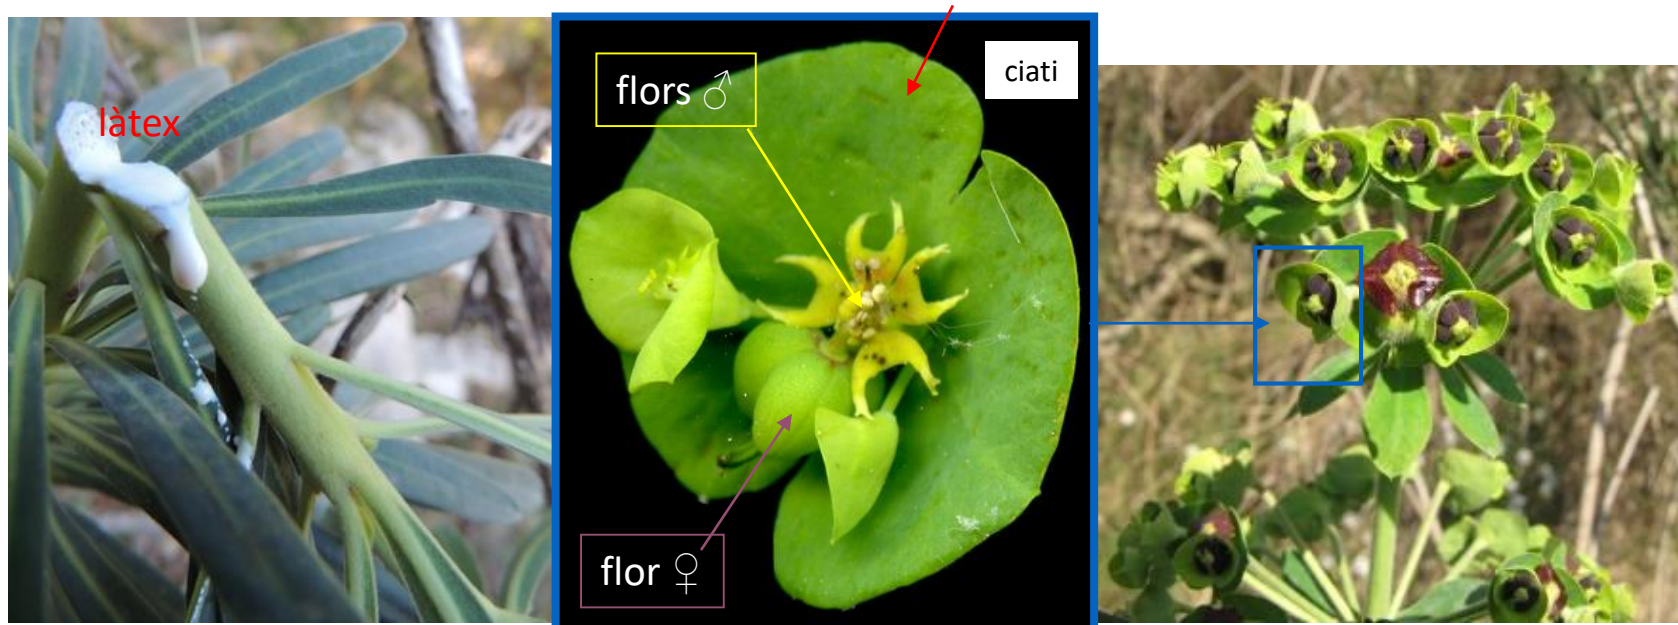 làtex
flors ♂
ciati
flor ♀